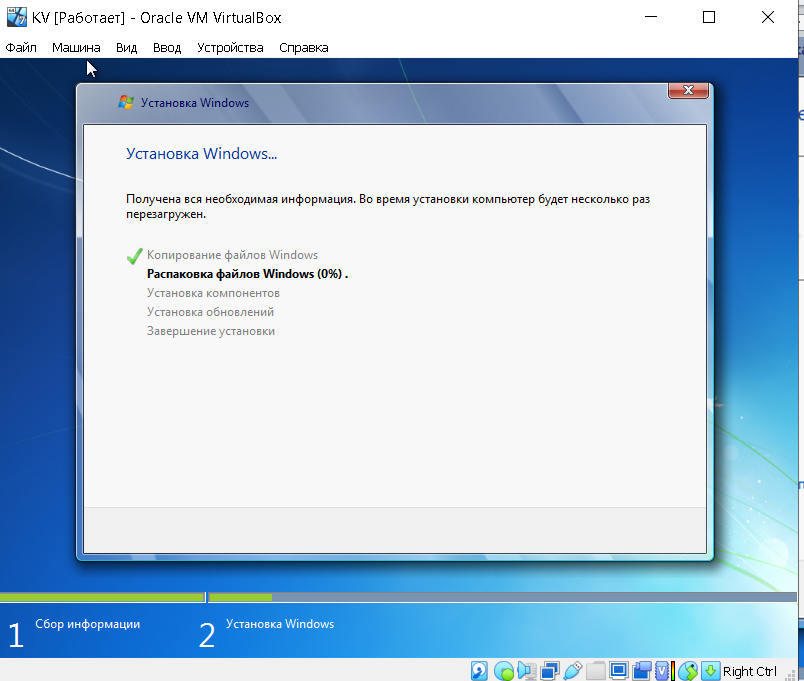 KV [Работает] - Oracle VM VirtualBox
Файл Машина Вид Ввод Устройства Справка
Установка Windows
Установка Windows...
Получена вся необходимая информация. Во время установки компьютер будет несколько раз
перезагружен.
Копирование файлов Windows
Распаковка файлов Windows (0%) .
Установка компонентов
Установка обновлений
Завершение установки
1 Сбор информации 2 Установка Windows
Right Ctrl